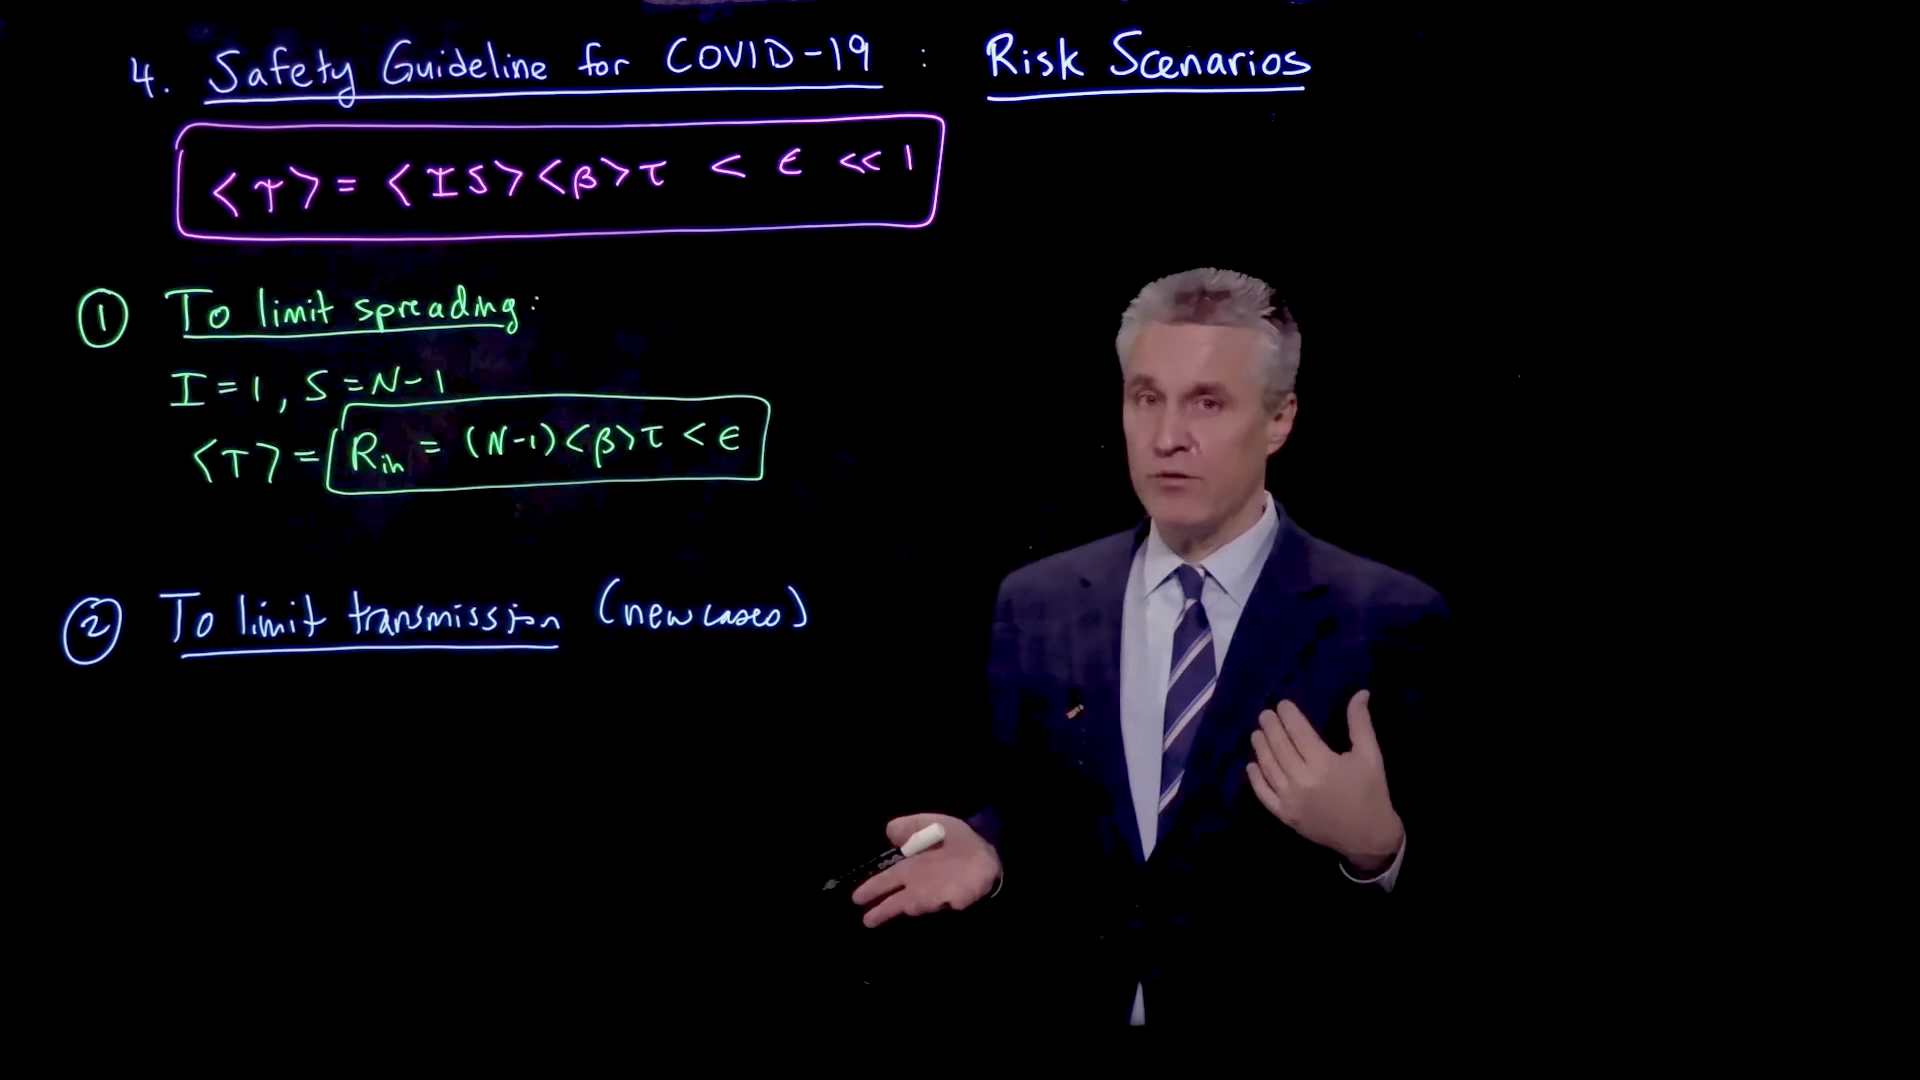 4. Safety Guideline for COVID-19 : Risk Scenarios
<T> = <IS><β>τ < ϵ << 1
① To limit spreading:
I = 1, S = N-1
<T> = Rin = (N-1)<β>τ < ϵ
② To limit transmission (new cases)